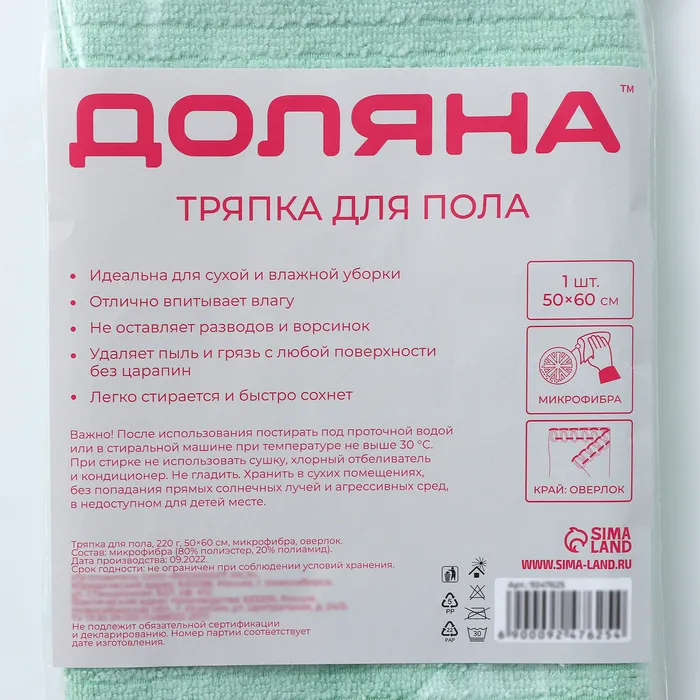 ДОЛЯНА™
ТРЯПКА ДЛЯ ПОЛА
• Идеальна для сухой и влажной уборки
• Отлично впитывает влагу
• Не оставляет разводов и ворсинок
• Удаляет пыль и грязь с любой поверхности
без царапин
• Легко стирается и быстро сохнет
1 шт.
50×60 см
МИКРОФИБРА
КРАЙ: ОВЕРЛОК
Важно! После использования постирать под проточной водой
или в стиральной машине при температуре не выше 30 °С.
При стирке не использовать сушку, хлорный отбеливатель
и кондиционер. Не гладить. Хранить в сухих помещениях,
без попадания прямых солнечных лучей и агрессивных сред,
в недоступном для детей месте.
Тряпка для пола, 220 г, 50×60 см, микрофибра, оверлок.
Состав: микрофибра (80% полиэстер, 20% полиамид).
Дата производства: 09.2022.
Срок годности: не ограничен при соблюдении условий хранения.
Не подлежит обязательной сертификации
и декларированию. Номер партии соответствует
дате изготовления.
SIMA
LAND
WWW.SIMA-LAND.RU
5
PP
22
PAP
30
Арт.: 9247625
6900092476254